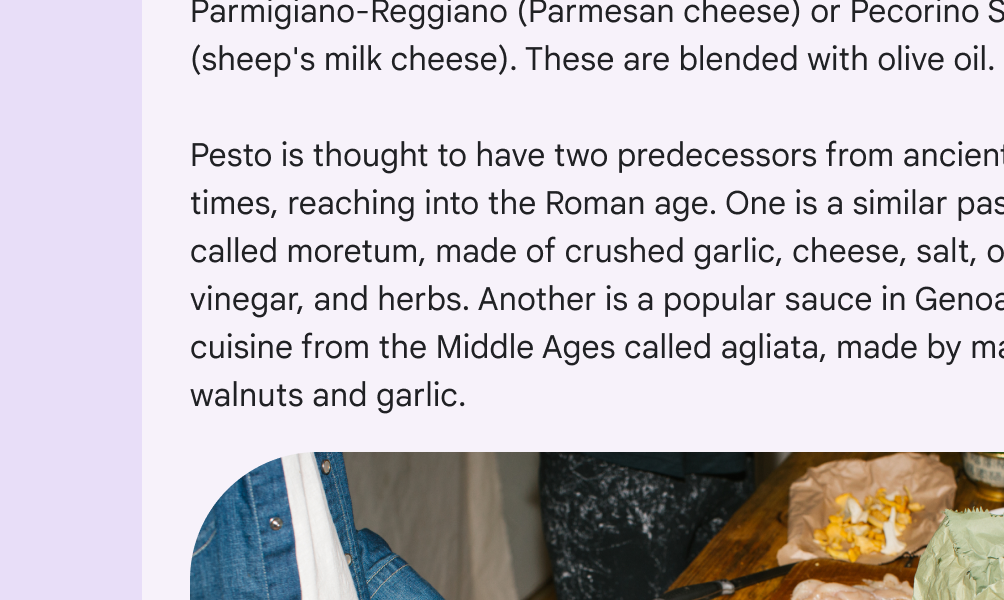 Parmigiano-Reggiano (Parmesan cheese) or Pecorino
(sheep's milk cheese). These are blended with olive oil.
Pesto is thought to have two predecessors from ancient
times, reaching into the Roman age. One is a similar
called moretum, made of crushed garlic, cheese, salt,
vinegar, and herbs. Another is a popular sauce in Genoa
cuisine from the Middle Ages called agliata, made by
walnuts and garlic.